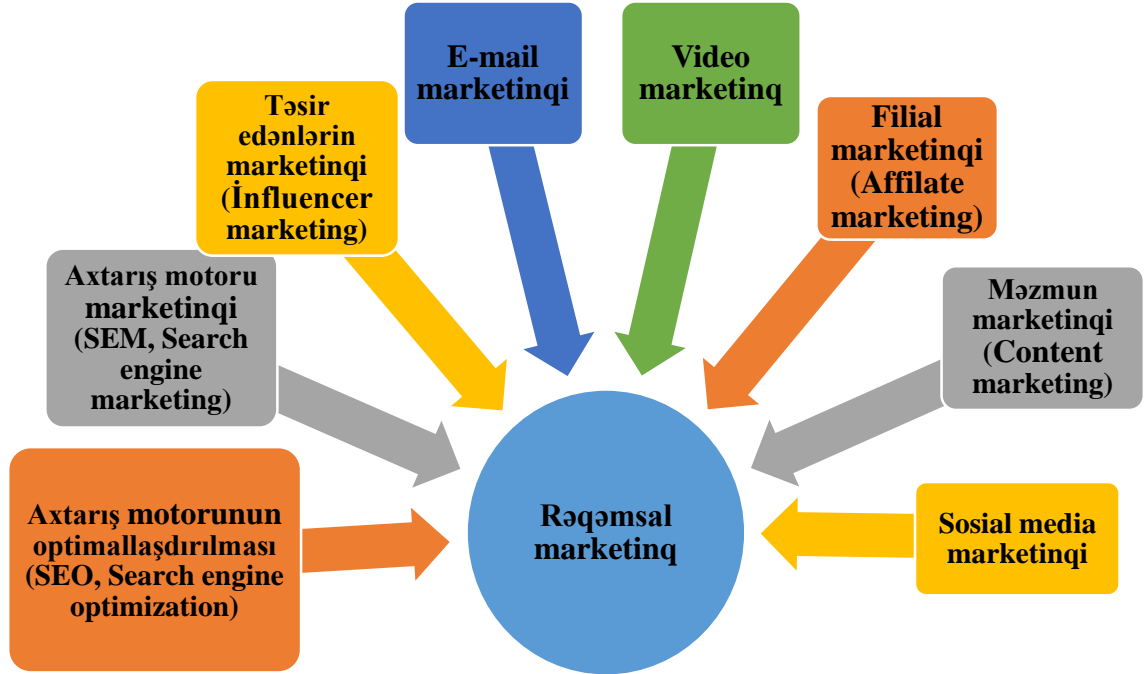 E-mail
marketinqi
Video
marketinq
Təsir
edənlərin
marketinqi
(İnfluencer
marketing)
Filial
marketinqi
(Affilate
marketing)
Axtarış motoru
marketinqi
(SEM, Search
engine
marketing)
Məzmun
marketinqi
(Content
marketing)
Axtarış motorunun
optimallaşdırılması
(SEO, Search engine
optimization)
Rəqəmsal
marketinq
Sosial media
marketinqi